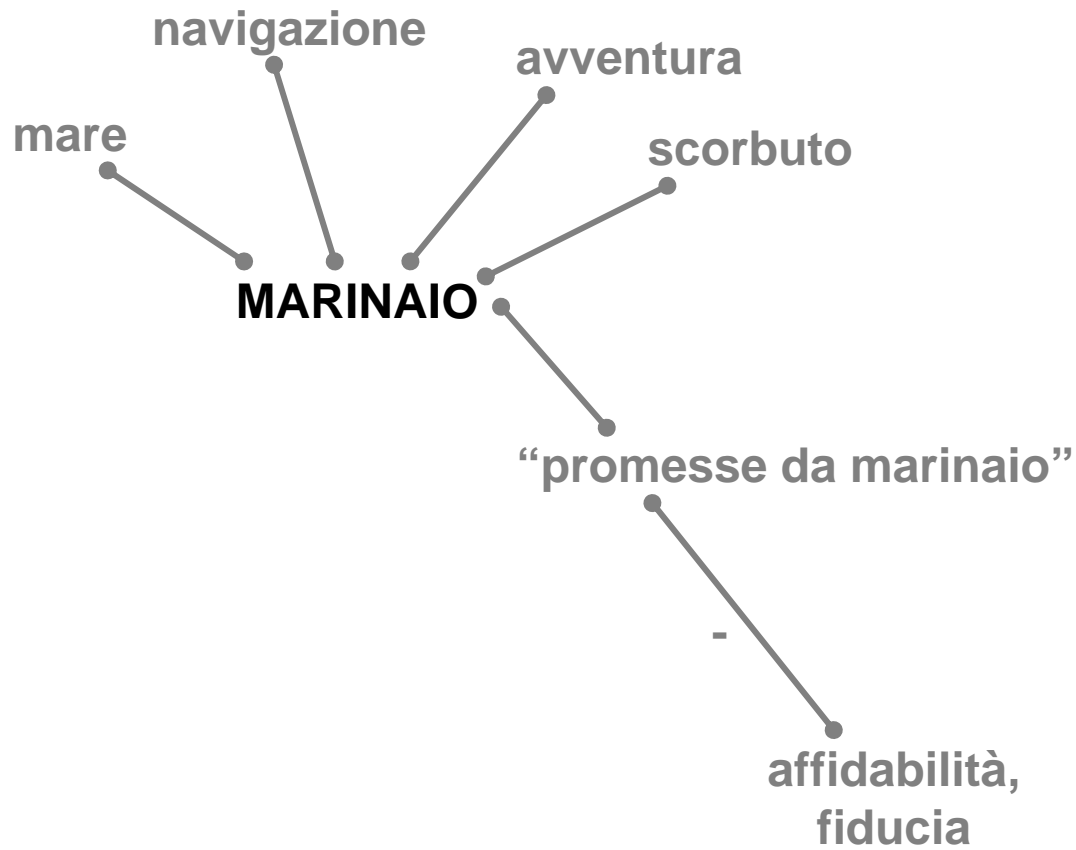 navigazione
avventura
mare
scorbuto
MARINAIO
“promesse da marinaio”
-
affidabilità,
fiducia